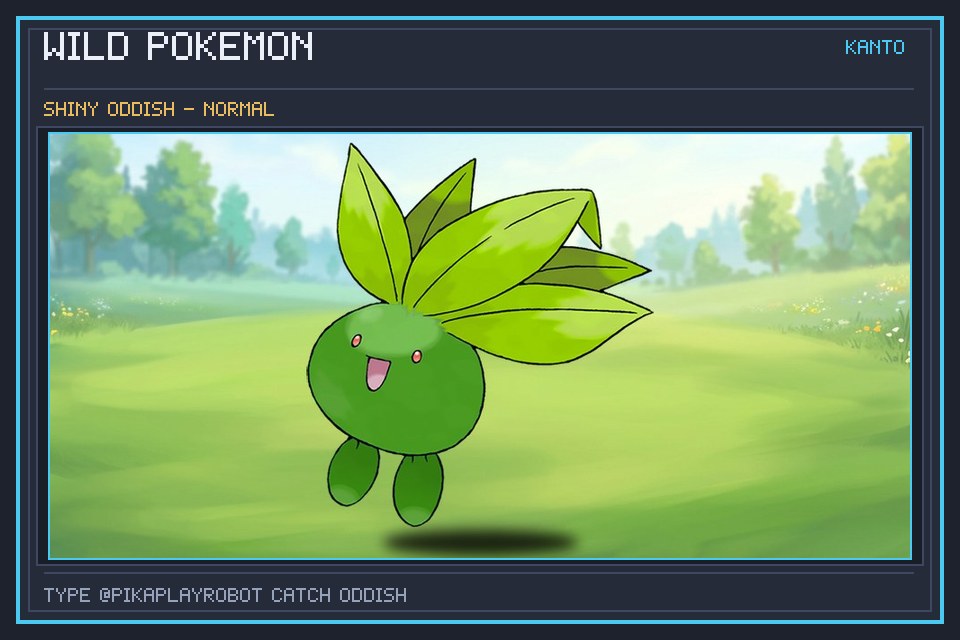 WILD POKEMON
KANTO
SHINY ODDISH - NORMAL
TYPE @PIKAPLAYROBOT CATCH ODDISH